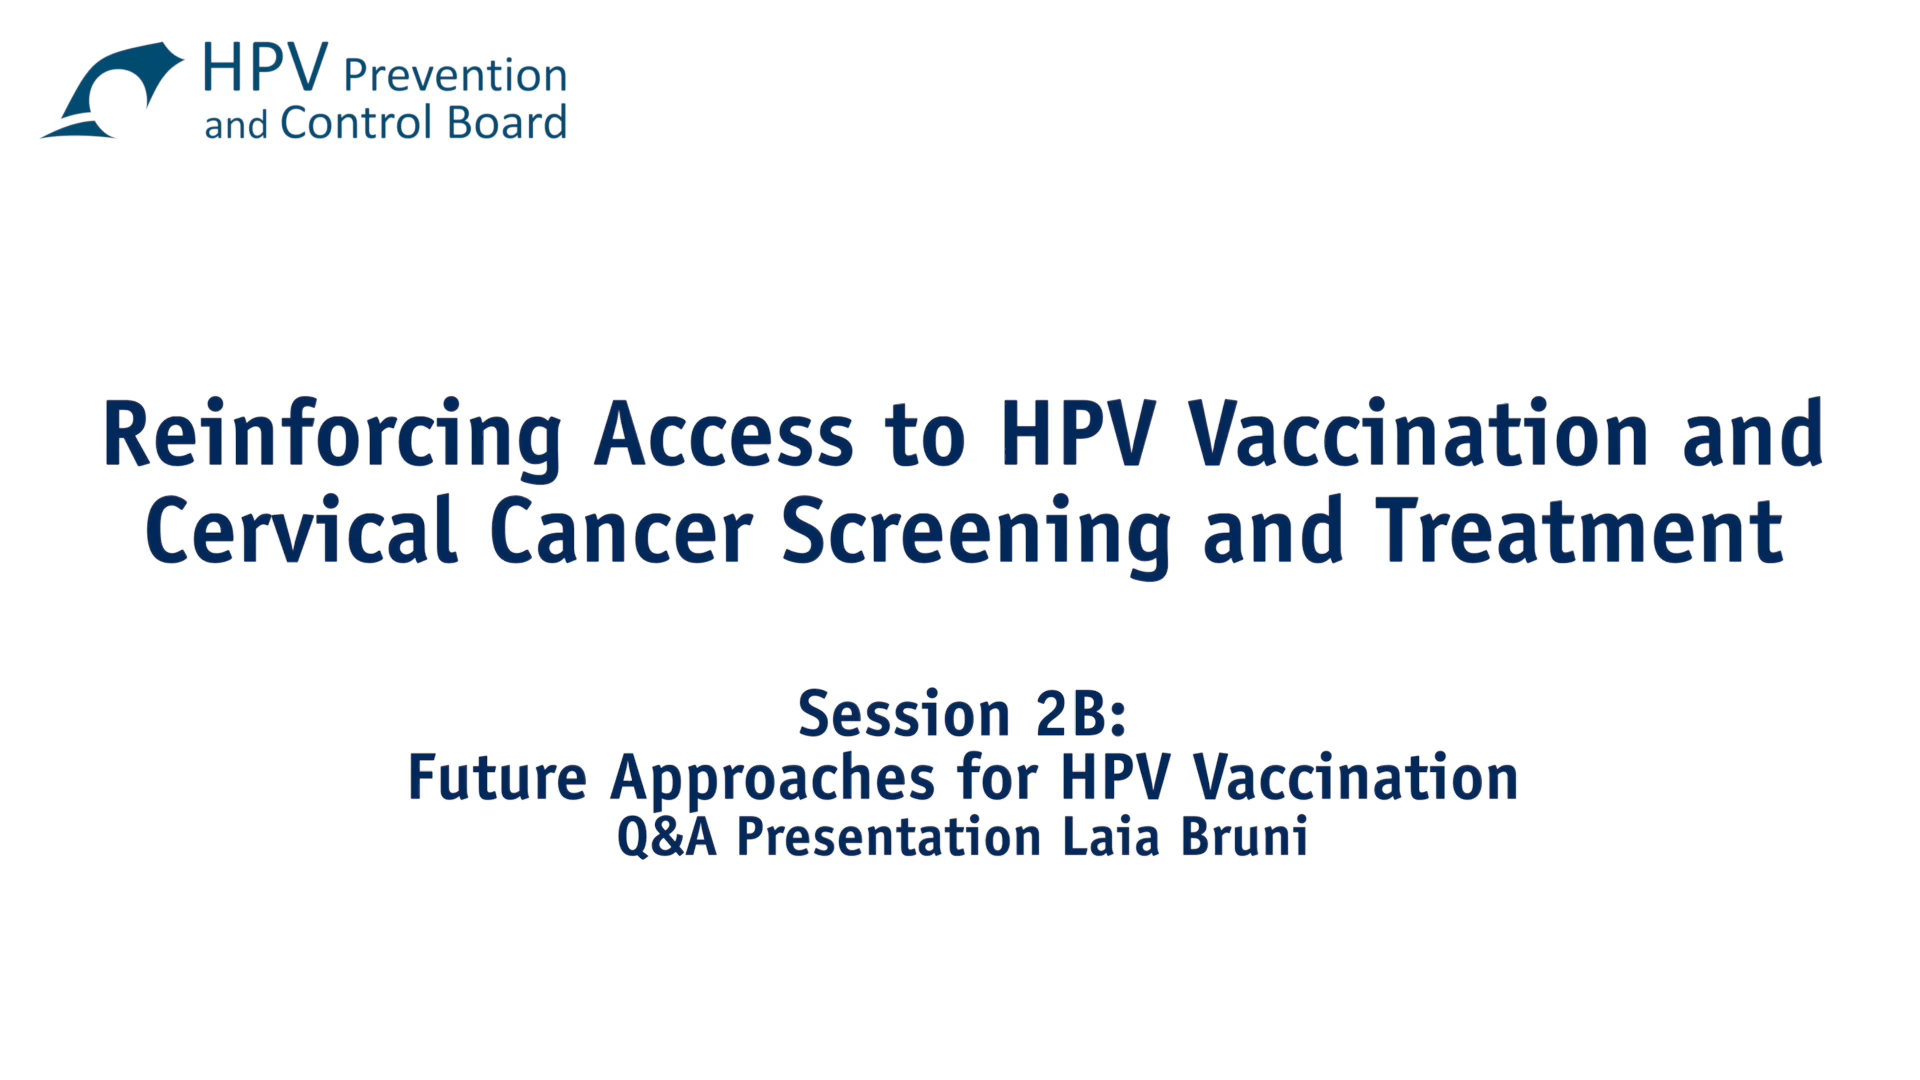 HPV Prevention
and Control Board
Reinforcing Access to HPV Vaccination and
Cervical Cancer Screening and Treatment
Session 2B:
Future Approaches for HPV Vaccination
Q&A Presentation Laia Bruni